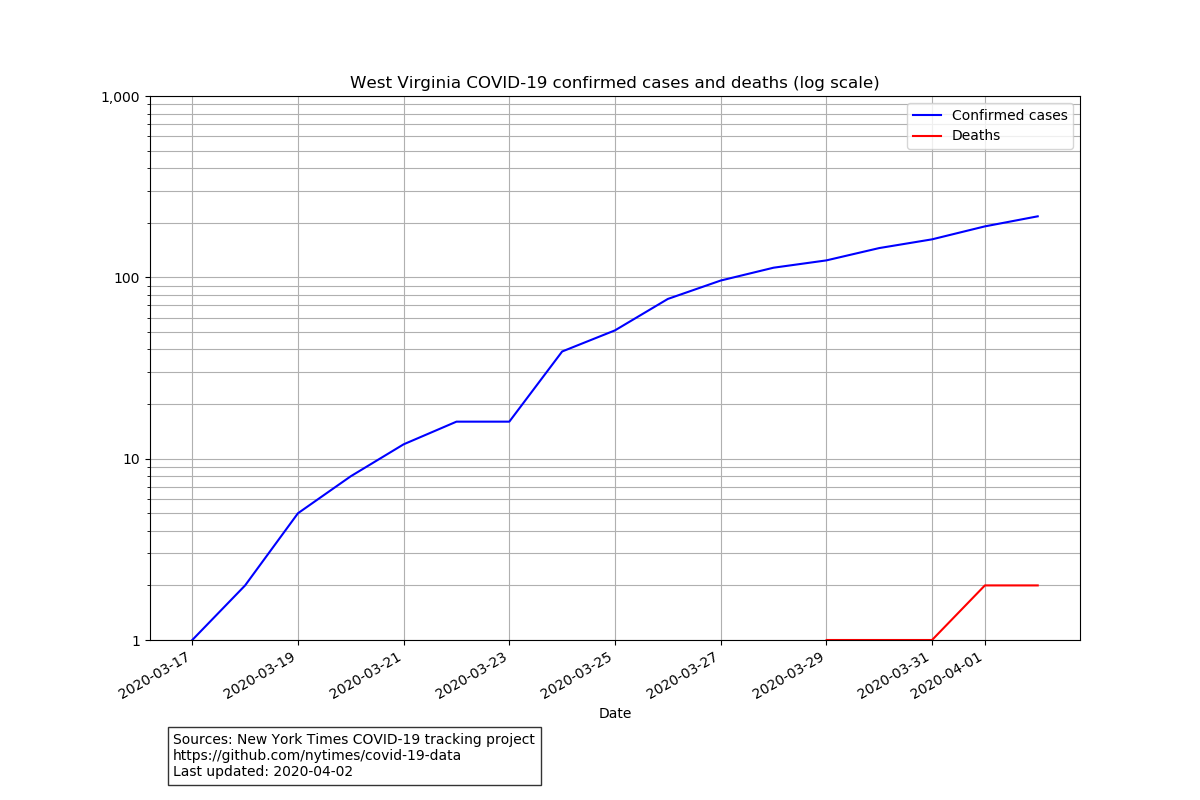 West Virginia COVID-19 confirmed cases and deaths (log scale)
1,000
Confirmed cases
Deaths
100
10
1
2020-03-17
2020-03-19
2020-03-21
2020-03-23
2020-03-25
2020-03-27
2020-03-29
2020-03-31
2020-04-01
Date
Sources: New York Times COVID-19 tracking project
https://github.com/nytimes/covid-19-data
Last updated: 2020-04-02